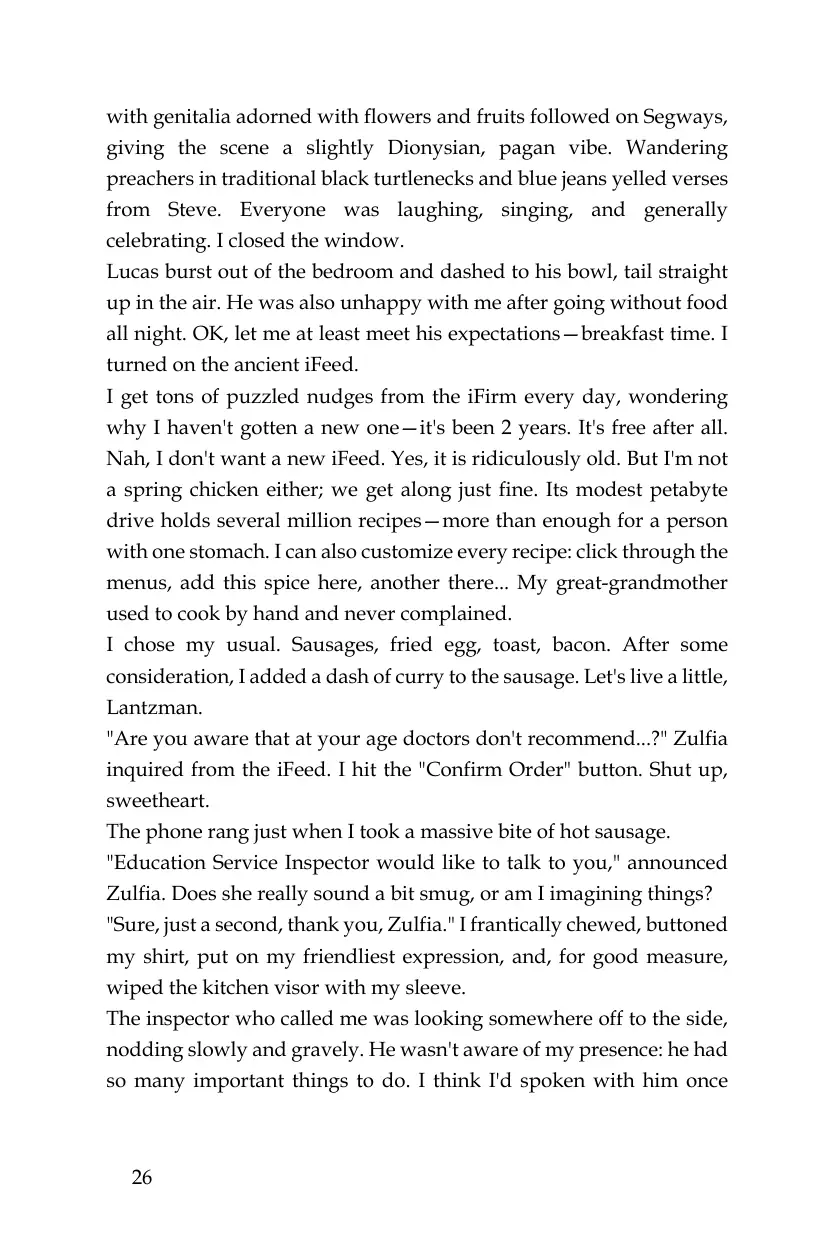 with genitalia adorned with flowers and fruits followed on Segways,
giving the scene a slightly Dionysian, pagan vibe. Wandering
preachers in traditional black turtlenecks and blue jeans yelled verses
from Steve. Everyone was laughing, singing, and generally
celebrating. I closed the window.
Lucas burst out of the bedroom and dashed to his bowl, tail straight
up in the air. He was also unhappy with me after going without food
all night. OK, let me at least meet his expectations—breakfast time. I
turned on the ancient iFeed.
I get tons of puzzled nudges from the iFirm every day, wondering
why I haven't gotten a new one—it's been 2 years. It's free after all.
Nah, I don't want a new iFeed. Yes, it is ridiculously old. But I'm not
a spring chicken either; we get along just fine. Its modest petabyte
drive holds several million recipes—more than enough for a person
with one stomach. I can also customize every recipe: click through the
menus, add this spice here, another there... My great-grandmother
used to cook by hand and never complained.
I chose my usual. Sausages, fried egg, toast, bacon. After some
consideration, I added a dash of curry to the sausage. Let's live a little,
Lantzman.
"Are you aware that at your age doctors don't recommend...?" Zulfia
inquired from the iFeed. I hit the "Confirm Order" button. Shut up,
sweetheart.
The phone rang just when I took a massive bite of hot sausage.
"Education Service Inspector would like to talk to you," announced
Zulfia. Does she really sound a bit smug, or am I imagining things?
"Sure, just a second, thank you, Zulfia." I frantically chewed, buttoned
my shirt, put on my friendliest expression, and, for good measure,
wiped the kitchen visor with my sleeve.
The inspector who called me was looking somewhere off to the side,
nodding slowly and gravely. He wasn't aware of my presence: he had
so many important things to do. I think I'd spoken with him once
26